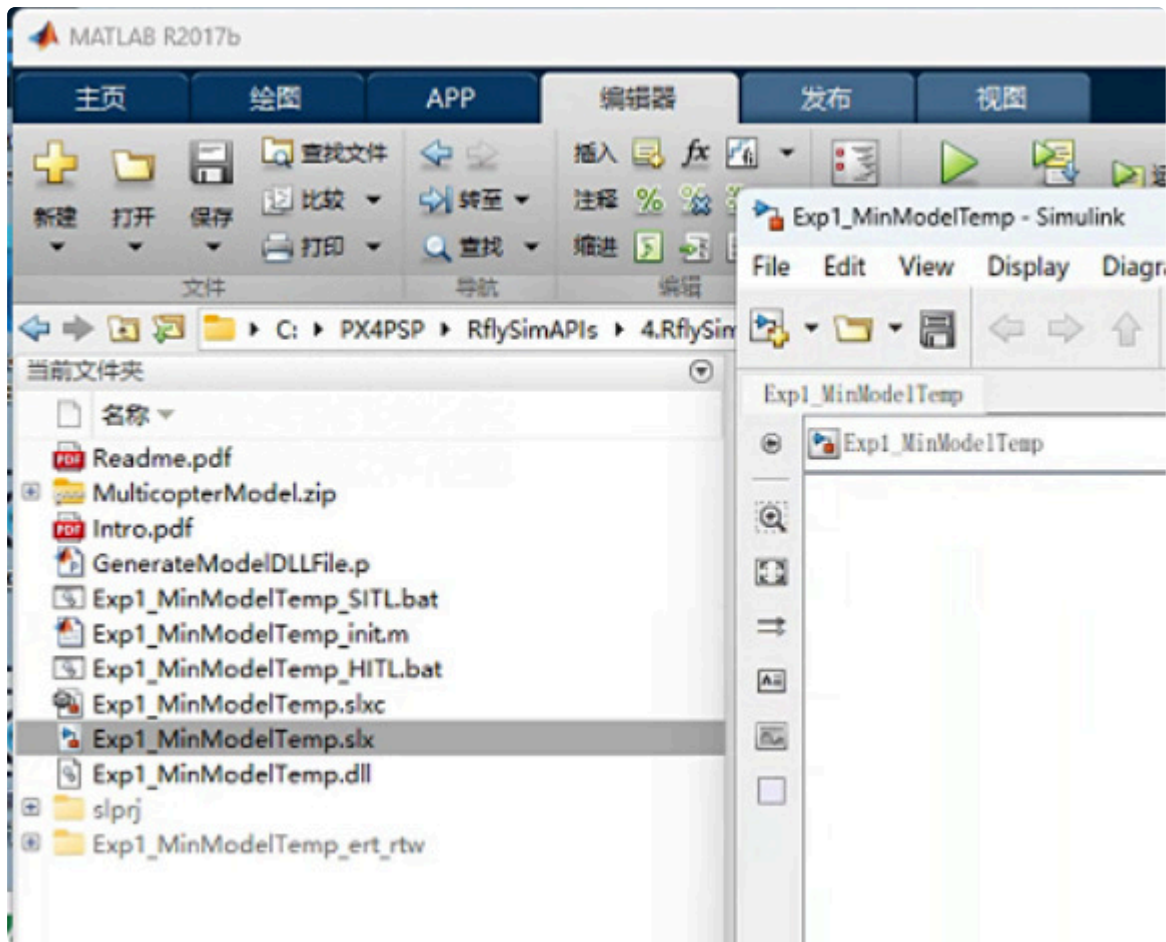 MATLAB R2017b
主页 绘图 APP 编辑器 发布 视图
新建 打开 保存 查找文件 比较 打印
转至 查找
插入 fx
注释
缩进
文件 导航 编辑
C: PX4PSP RflySimAPIs 4.RflySim
当前文件夹
名称
Readme.pdf
MulticopterModel.zip
Intro.pdf
GenerateModelDLLFile.p
Exp1_MinModelTemp_SITL.bat
Exp1_MinModelTemp_init.m
Exp1_MinModelTemp_HITL.bat
Exp1_MinModelTemp.slxc
Exp1_MinModelTemp.slx
Exp1_MinModelTemp.dll
slprj
Exp1_MinModelTemp_ert_rtw
Exp1_MinModelTemp - Simulink
File Edit View Display Diagra
Exp1_MinModelTemp
Exp1_MinModelTemp